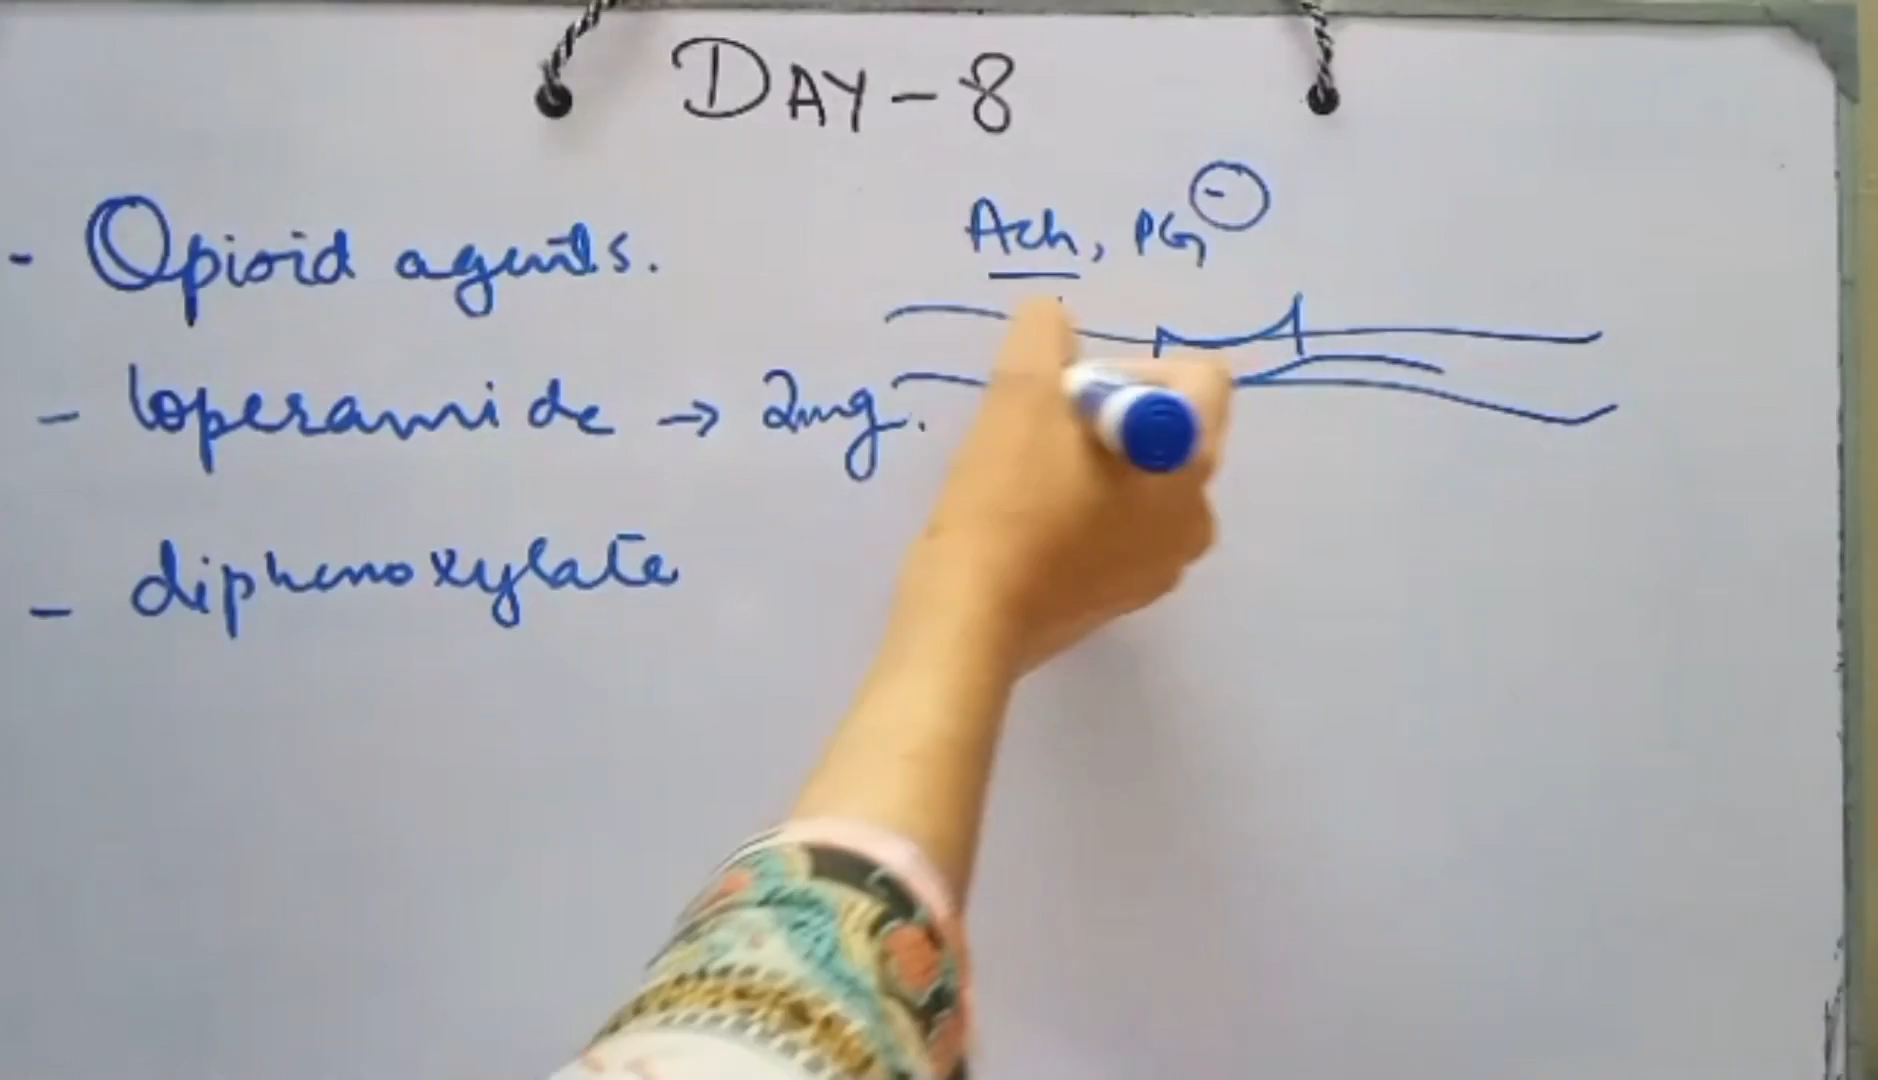 DAY - 8
- Opioid agents.
Ach, PG -
- loperamide → 2mg.
- diphenoxylate